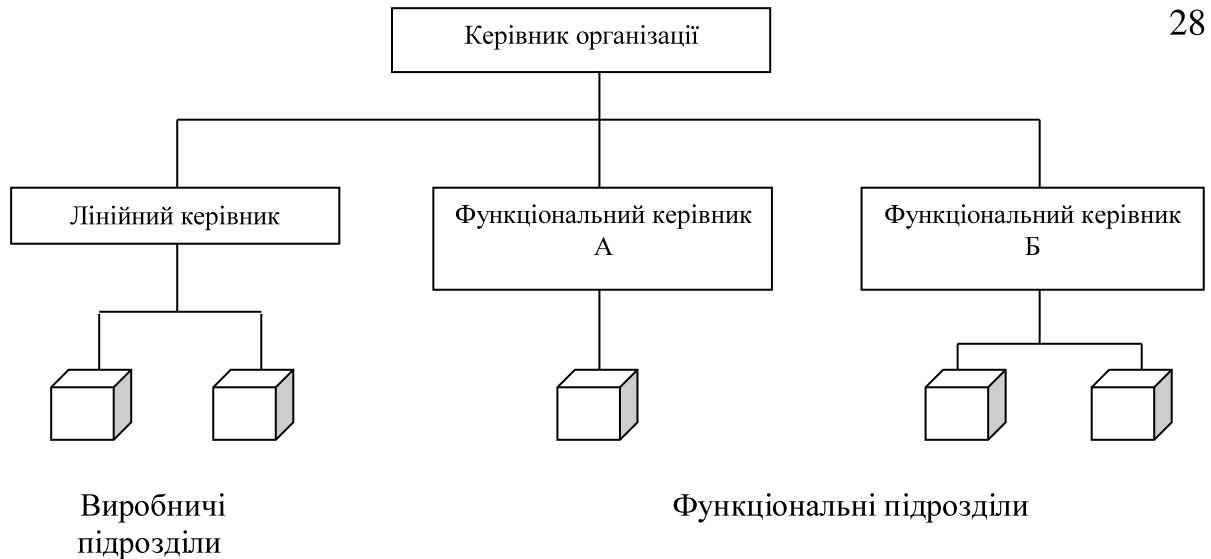 28
Керівник організації
Лінійний керівник
Функціональний керівник
А
Функціональний керівник
Б
Виробничі
підрозділи
Функціональні підрозділи